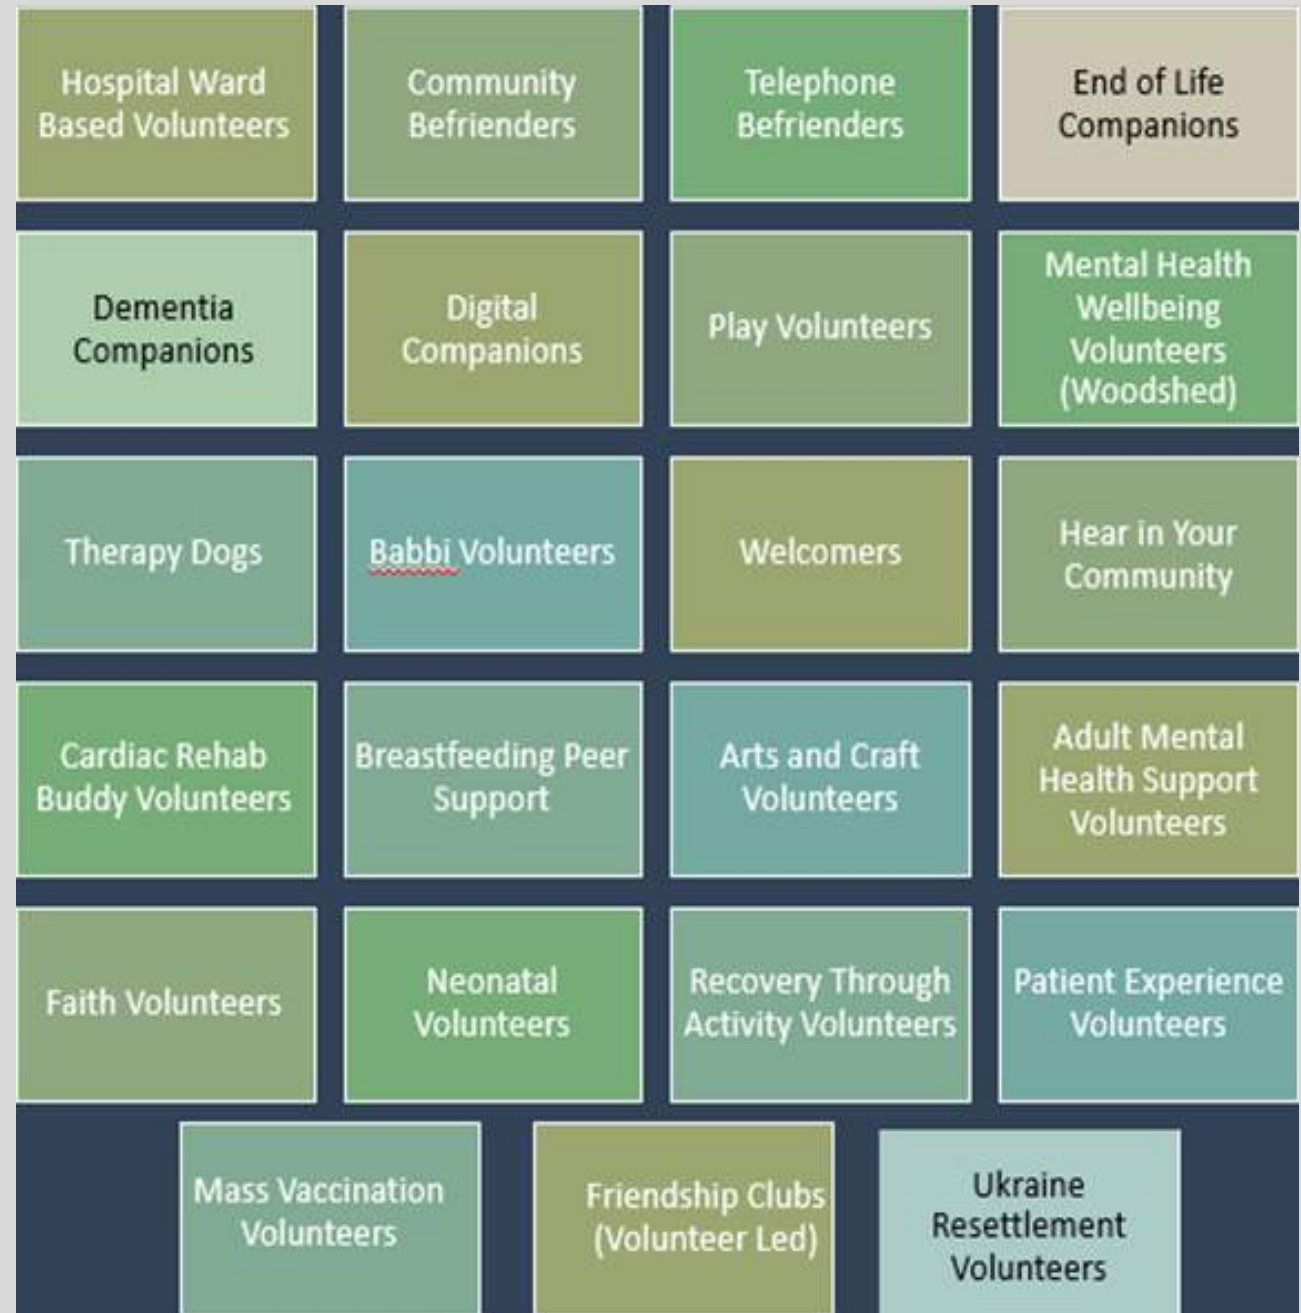 Hospital Ward
Based Volunteers
Community
Befrienders
Telephone
Befrienders
End of Life
Companions
Dementia
Companions
Digital
Companions
Play Volunteers
Mental Health
Wellbeing
Volunteers
(Woodshed)
Therapy Dogs
Babbi Volunteers
Welcomers
Hear in Your
Community
Cardiac Rehab
Buddy Volunteers
Breastfeeding Peer
Support
Arts and Craft
Volunteers
Adult Mental
Health Support
Volunteers
Faith Volunteers
Neonatal
Volunteers
Recovery Through
Activity Volunteers
Patient Experience
Volunteers
Mass Vaccination
Volunteers
Friendship Clubs
(Volunteer Led)
Ukraine
Resettlement
Volunteers